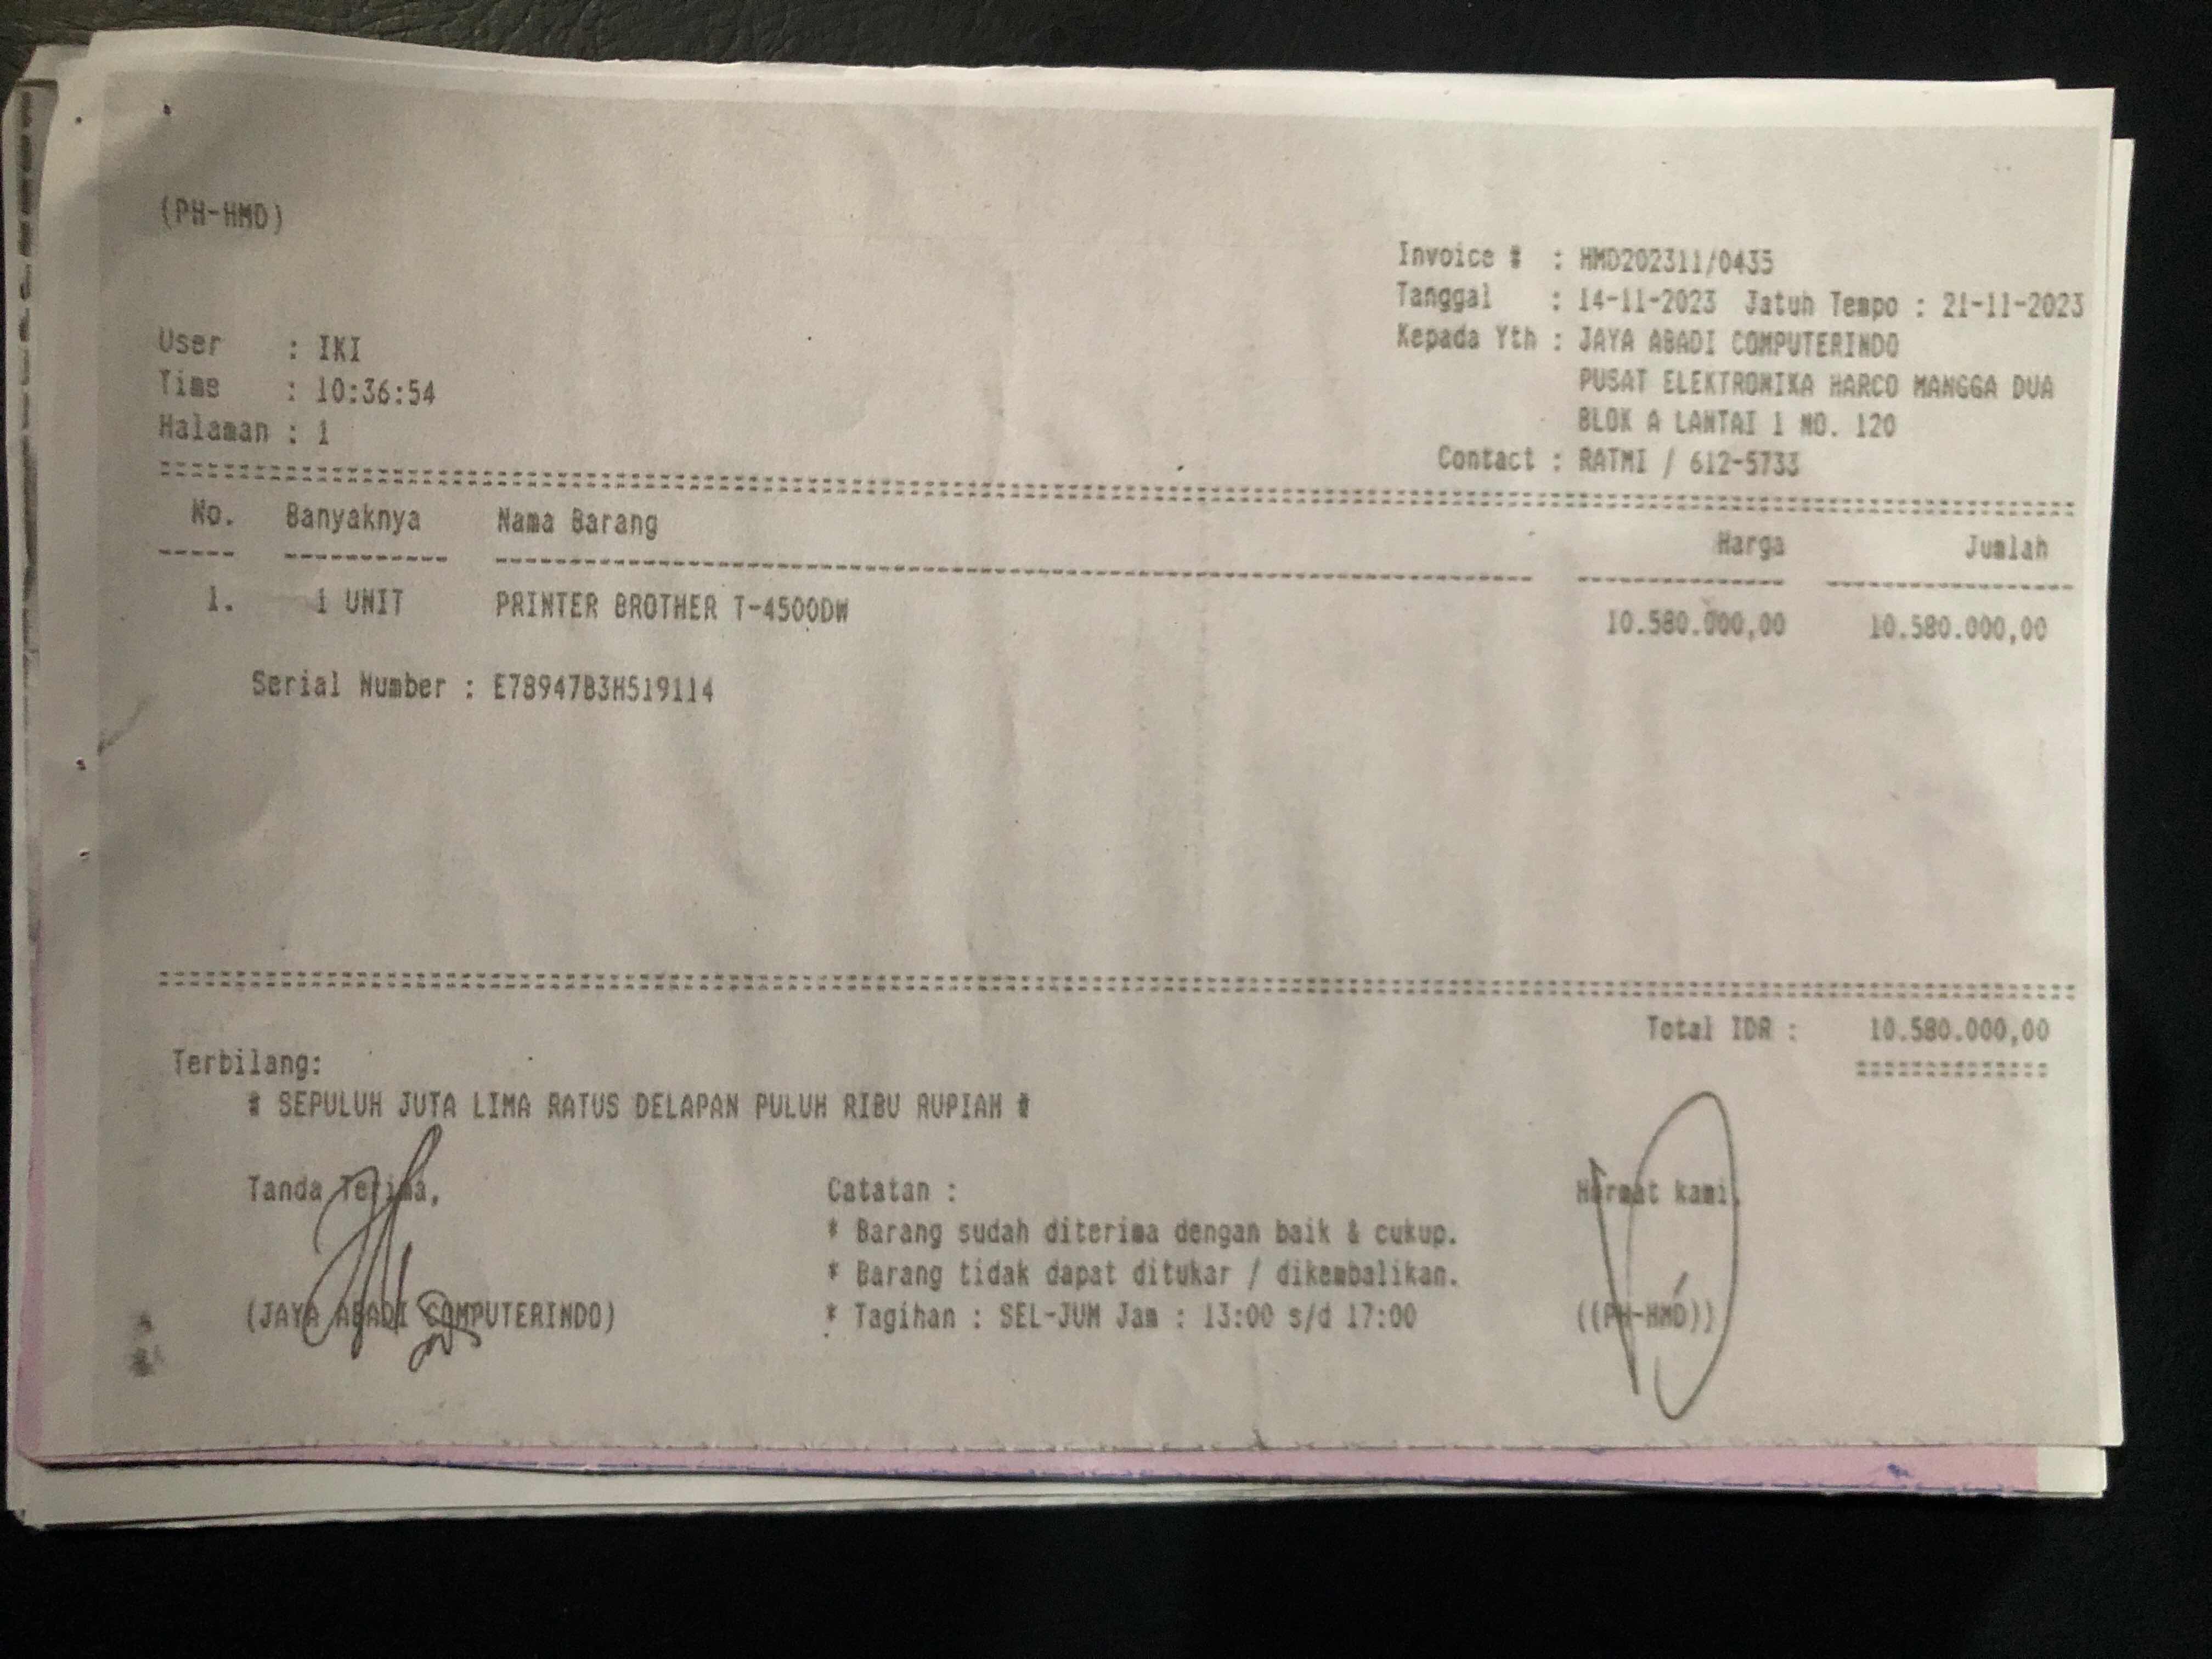 (PH-HMD)
Invoice # : HMD202311/0435
Tanggal : 14-11-2023 Jatuh Tempo : 21-11-2023
Kepada Yth : JAYA ABADI COMPUTERINDO
PUSAT ELEKTRONIKA HARCO MANGGA DUA
BLOK A LANTAI 1 NO. 120
Contact : RATMI / 612-5733
User : IKI
Time : 10:36:54
Halaman : 1
No. Banyaknya Nama Barang Harga Jumlah
1. 1 UNIT PRINTER BROTHER T-4500DW 10.580.000,00 10.580.000,00
Serial Number : E78947B3H519114
Total IDR : 10.580.000,00
Terbilang:
# SEPULUH JUTA LIMA RATUS DELAPAN PULUH RIBU RUPIAH #
Tanda Terima, Catatan : Hormat kami,
* Barang sudah diterima dengan baik & cukup.
* Barang tidak dapat ditukar / dikembalikan.
(JAYA ABADI COMPUTERINDO) * Tagihan : SEL-JUM Jam : 13:00 s/d 17:00 ((PH-HMD))